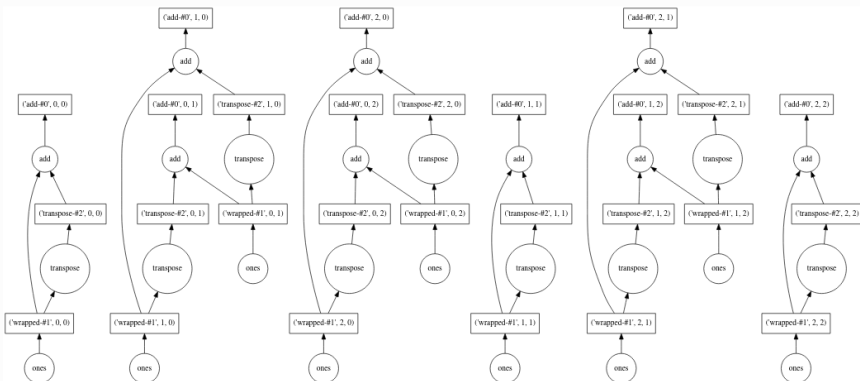 ('add-#0', 1, 0)
('add-#0', 2, 0)
('add-#0', 2, 1)
add
add
add
('add-#0', 0, 0)
('add-#0', 0, 1)
('transpose-#2', 1, 0)
('add-#0', 0, 2)
('transpose-#2', 2, 0)
('add-#0', 1, 1)
('add-#0', 1, 2)
('transpose-#2', 2, 1)
('add-#0', 2, 2)
add
add
transpose
add
transpose
add
add
transpose
add
('transpose-#2', 0, 0)
('transpose-#2', 0, 1)
('wrapped-#1', 0, 1)
('transpose-#2', 0, 2)
('wrapped-#1', 0, 2)
('transpose-#2', 1, 1)
('transpose-#2', 1, 2)
('wrapped-#1', 1, 2)
('transpose-#2', 2, 2)
transpose
transpose
ones
transpose
ones
transpose
transpose
ones
transpose
('wrapped-#1', 0, 0)
('wrapped-#1', 1, 0)
('wrapped-#1', 2, 0)
('wrapped-#1', 1, 1)
('wrapped-#1', 2, 1)
('wrapped-#1', 2, 2)
ones
ones
ones
ones
ones
ones